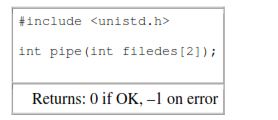 #include <unistd.h>
int pipe(int filedes[2]);
Returns: 0 if OK, –1 on error